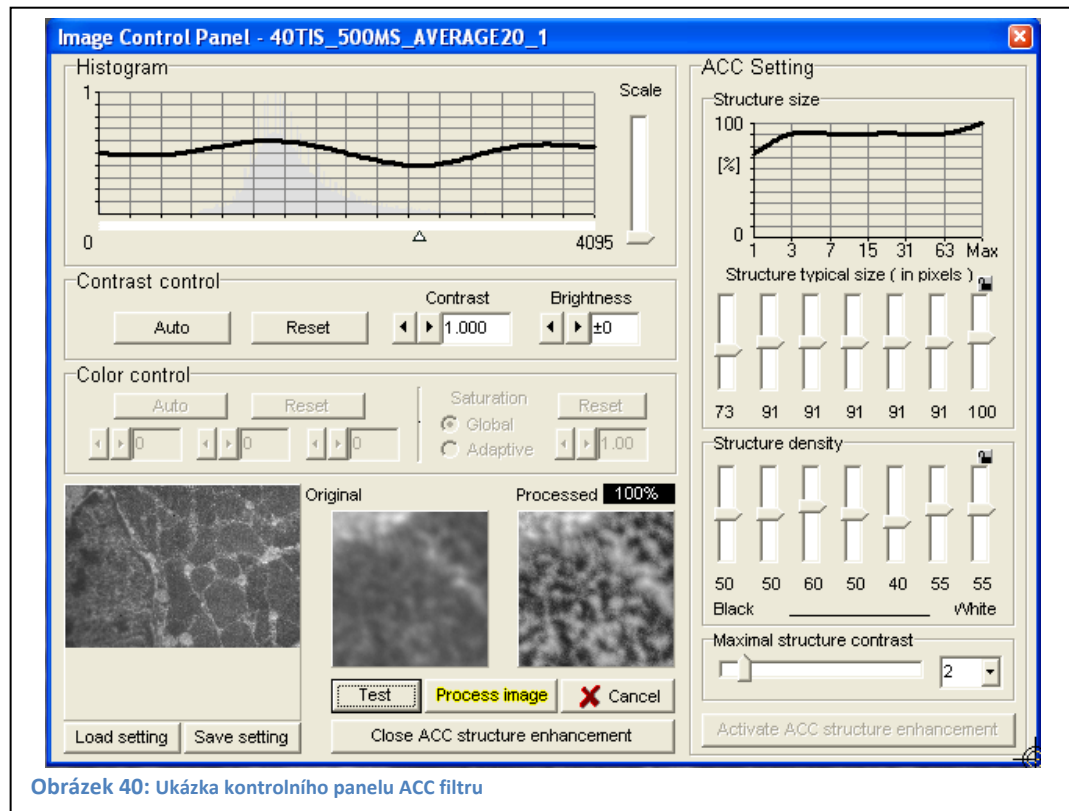 Image Control Panel - 40TIS_500MS_AVERAGE20_1
Histogram
1
Scale
0
4095
Contrast control
Auto
Reset
Contrast
1.000
Brightness
±0
Color control
Auto
Reset
0
0
0
Saturation
Global
Adaptive
Reset
1.00
Original
Processed 100%
Test
Process image
Cancel
Load setting
Save setting
Close ACC structure enhancement
ACC Setting
Structure size
100
[%]
0
1 3 7 15 31 63 Max
Structure typical size ( in pixels )
73 91 91 91 91 91 100
Structure density
50 50 60 50 40 55 55
Black White
Maximal structure contrast
2
Activate ACC structure enhancement
Obrázek 40: Ukázka kontrolního panelu ACC filtru